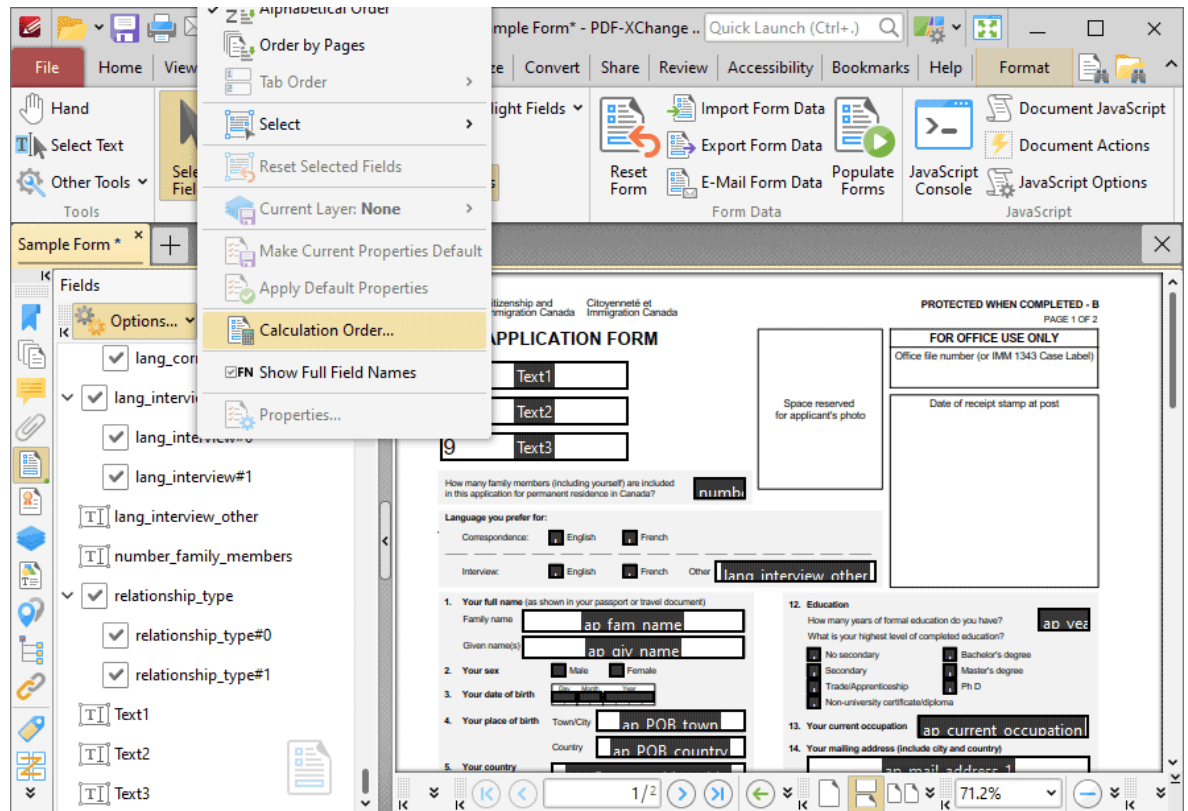 Alphabetical Order
mple Form* - PDF-XChange ..
Quick Launch (Ctrl+.)
File
Home
View
ze
Convert
Share
Review
Accessibility
Bookmarks
Help
Format
Order by Pages
Tab Order
Select
Reset Selected Fields
Current Layer: None
Make Current Properties Default
Apply Default Properties
Calculation Order...
FN Show Full Field Names
Properties...
Hand
Select Text
Other Tools
Tools
light Fields
Reset
Form
Import Form Data
Export Form Data
E-Mail Form Data
Populate
Forms
Form Data
JavaScript
Console
Document JavaScript
Document Actions
JavaScript Options
JavaScript
Sample Form *
Fields
Options...
lang_interview#1
lang_interview_other
number_family_members
relationship_type
relationship_type#0
relationship_type#1
Text1
Text2
Text3
Citoyenneté et
Immigration Canada
PROTECTED WHEN COMPLETED - B
PAGE 1 OF 2
APPLICATION FORM
FOR OFFICE USE ONLY
Office file number (or IMM 1343 Case Label)
Date of receipt stamp at post
Space reserved
for applicant's photo
Text1
Text2
9 Text3
How many family members (including yourself) are included
in this application for permanent residence in Canada?
Language you prefer for:
Correspondence: English French
Interview: English French Other lang_interview_other
1. Your full name (as shown in your passport or travel document)
Family name ap_fam_name
Given name(s) ap_giv_name
2. Your sex Male Female
Day Month Year
3. Your date of birth
4. Your place of birth Town/City ap_POB_town
Country ap_POB_country
5. Your country
12. Education
How many years of formal education do you have?
What is your highest level of completed education?
No secondary Bachelor's degree
Secondary Master's degree
Trade/Apprenticeship Ph D
Non-university certificate/diploma
13. Your current occupation ap_current_occupation
14. Your mailing address (include city and country)
ap_mail_address_1
1/2
71.2%